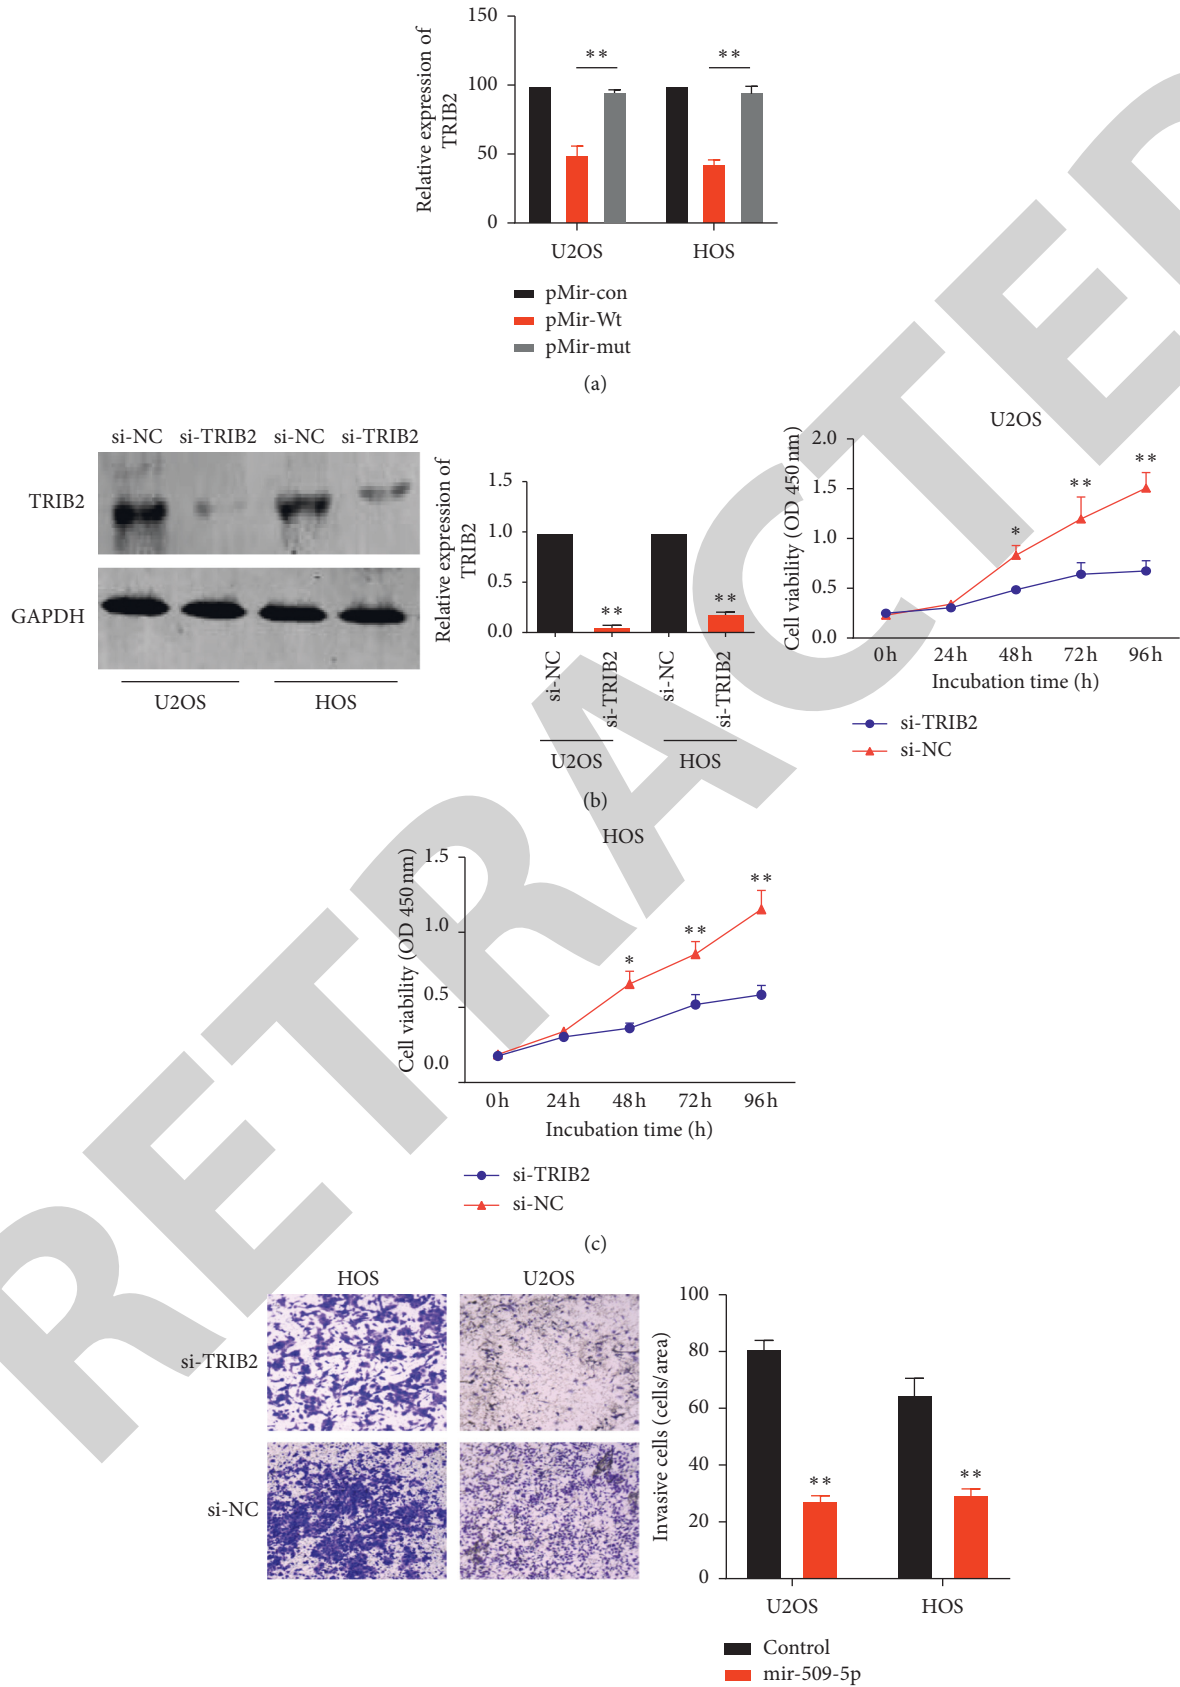 RETRACTED
150
100
50
0
Relative expression of
TRIB2
** **
U2OS HOS
pMir-con
pMir-Wt
pMir-mut
(a)
si-NC si-TRIB2 si-NC si-TRIB2
TRIB2
GAPDH
U2OS HOS
Relative expression of
TRIB2
1.5
1.0
0.5
0.0
** **
si-NC
si-TRIB2
si-NC
si-TRIB2
U2OS HOS
(b)
U2OS
Cell viability (OD 450 nm)
2.0
1.5
1.0
0.5
0.0
* ** **
0 h 24 h 48 h 72 h 96 h
Incubation time (h)
si-TRIB2
si-NC
HOS
Cell viability (OD 450 nm)
1.5
1.0
0.5
0.0
* ** **
0 h 24 h 48 h 72 h 96 h
Incubation time (h)
si-TRIB2
si-NC
(c)
HOS U2OS
si-TRIB2
si-NC
Invasive cells (cells/area)
100
80
60
40
20
0
** **
U2OS HOS
Control
mir-509-5p